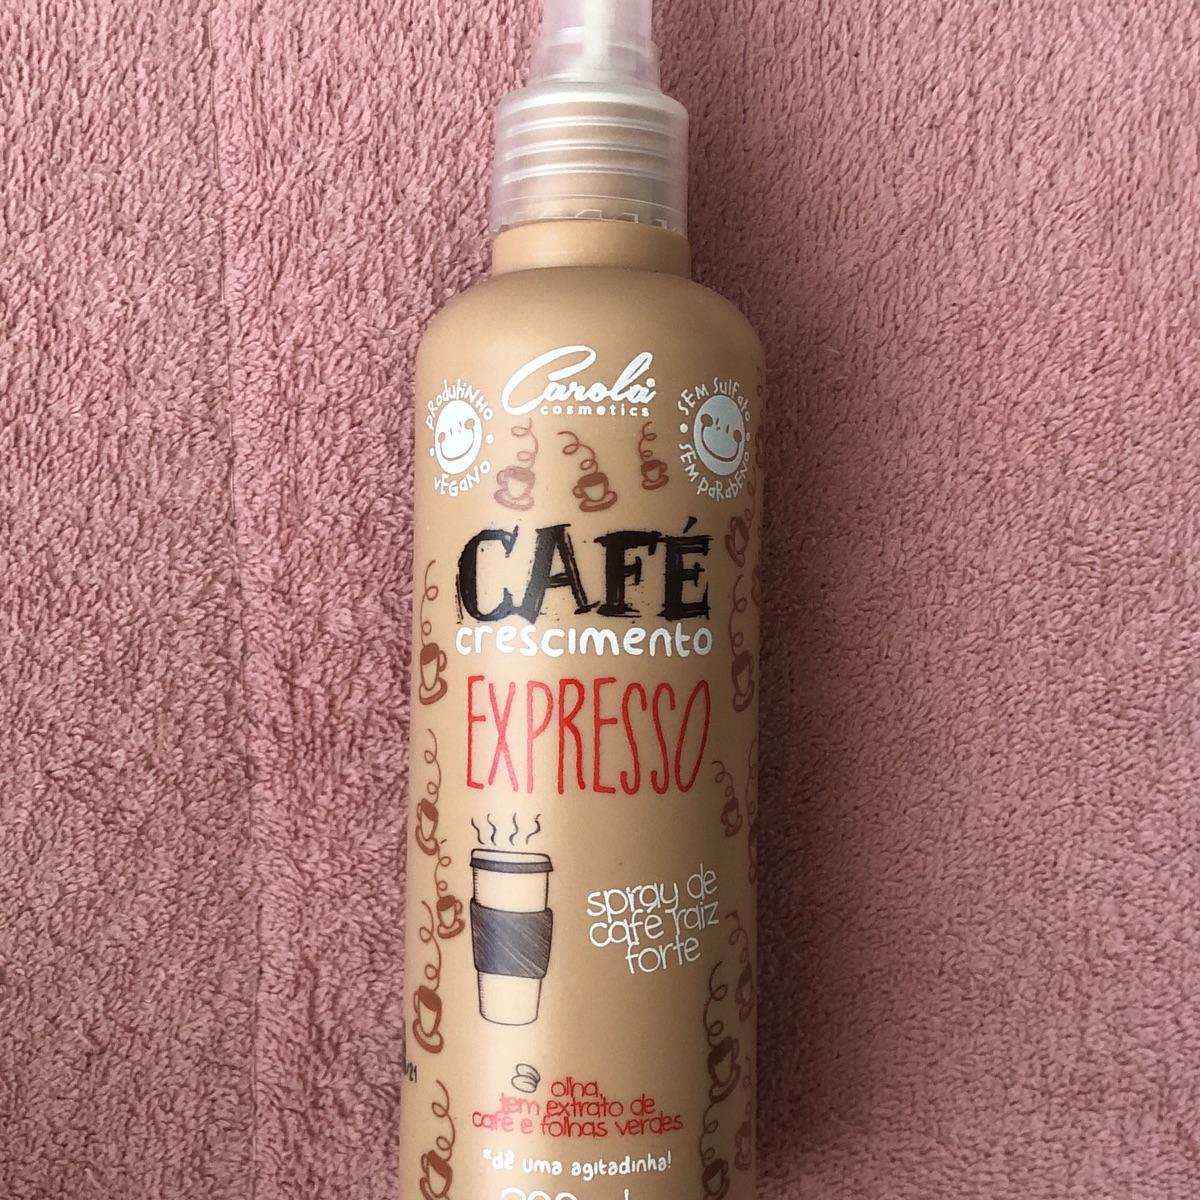 Carola
cosmetics
PRODUTINHO VEGANO
SEM SULFATO SEM PARABENO
CAFÉ
crescimento
EXPRESSO
spray de
café raiz
forte
olha,
tem extrato de
café e folhas verdes
*dê uma agitadinha!